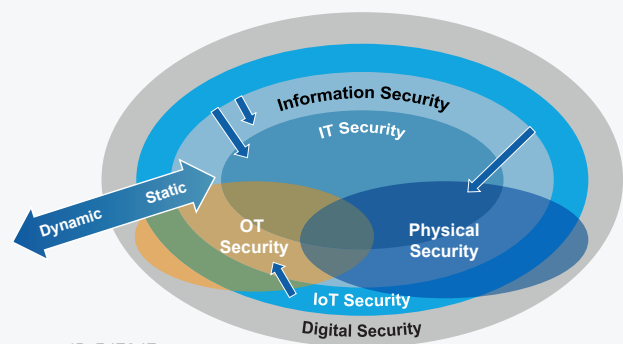 Information Security
IT Security
Static
Dynamic
OT
Security
Physical
Security
IoT Security
Digital Security